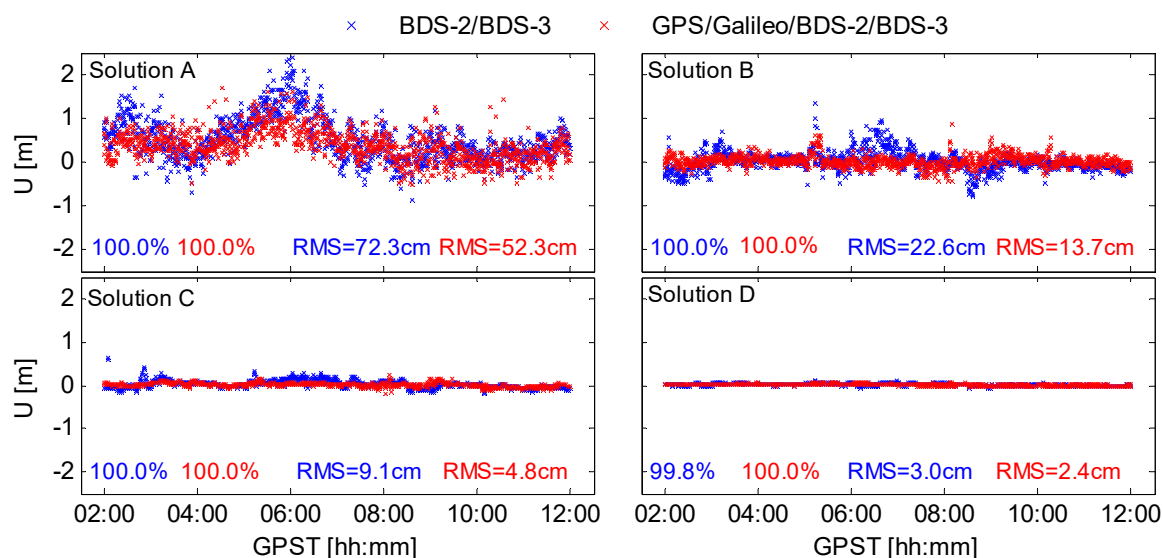 × BDS-2/BDS-3 × GPS/Galileo/BDS-2/BDS-3
Solution A
2
1
0
-1
-2
U [m]
100.0% 100.0% RMS=72.3cm RMS=52.3cm
Solution B
100.0% 100.0% RMS=22.6cm RMS=13.7cm
Solution C
2
1
0
-1
-2
U [m]
100.0% 100.0% RMS=9.1cm RMS=4.8cm
02:00 04:00 06:00 08:00 10:00 12:00
GPST [hh:mm]
Solution D
99.8% 100.0% RMS=3.0cm RMS=2.4cm
02:00 04:00 06:00 08:00 10:00 12:00
GPST [hh:mm]